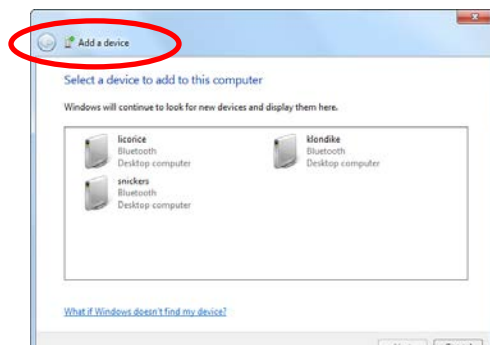 Add a device
Select a device to add to this computer
Windows will continue to look for new devices and display them here.
licorice
Bluetooth
Desktop computer
klondike
Bluetooth
Desktop computer
snickers
Bluetooth
Desktop computer
What if Windows doesn't find my device?